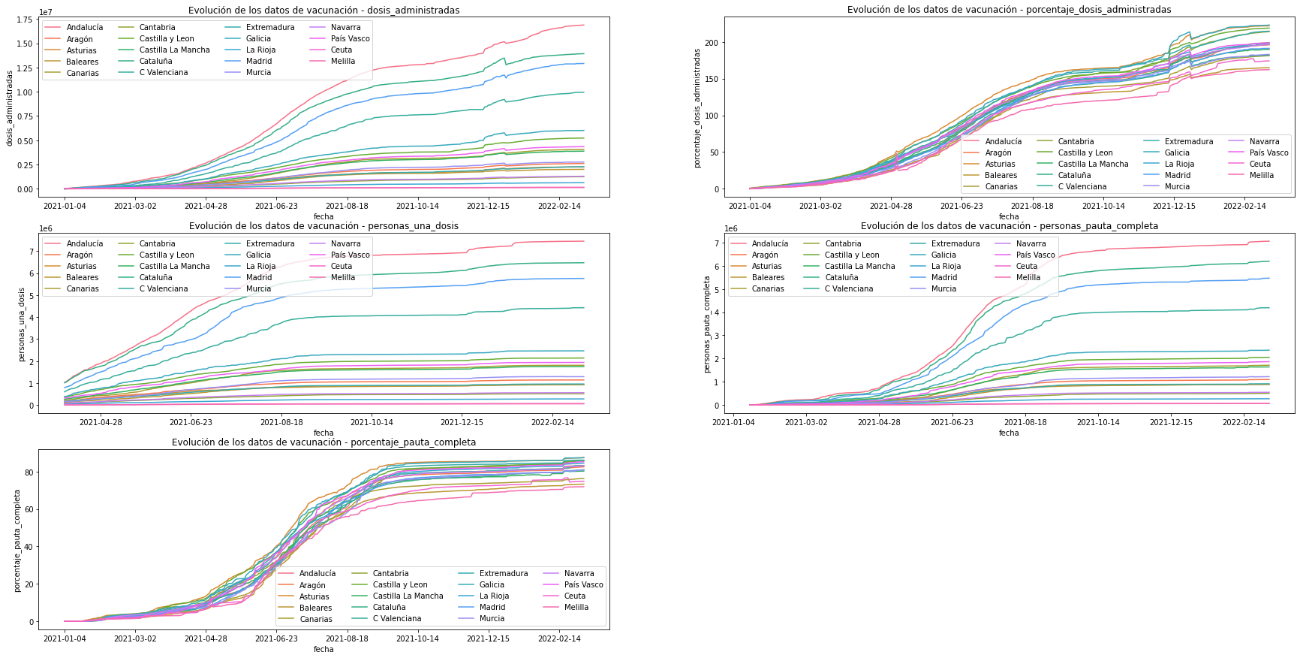 Evolución de los datos de vacunación - dosis_administradas
1e7
dosis_administradas
1.75
1.50
1.25
1.00
0.75
0.50
0.25
0.00
Andalucía Cantabria Extremadura Navarra
Aragón Castilla y Leon Galicia País Vasco
Asturias Castilla La Mancha La Rioja Ceuta
Baleares Cataluña Madrid Melilla
Canarias C Valenciana Murcia
2021-01-04 2021-03-02 2021-04-28 2021-06-23 2021-08-18 2021-10-14 2021-12-15 2022-02-14
fecha
Evolución de los datos de vacunación - porcentaje_dosis_administradas
porcentaje_dosis_administradas
200
150
100
50
0
Andalucía Cantabria Extremadura Navarra
Aragón Castilla y Leon Galicia País Vasco
Asturias Castilla La Mancha La Rioja Ceuta
Baleares Cataluña Madrid Melilla
Canarias C Valenciana Murcia
2021-01-04 2021-03-02 2021-04-28 2021-06-23 2021-08-18 2021-10-14 2021-12-15 2022-02-14
fecha
Evolución de los datos de vacunación - personas_una_dosis
1e6
personas_una_dosis
7
6
5
4
3
2
1
0
Andalucía Cantabria Extremadura Navarra
Aragón Castilla y Leon Galicia País Vasco
Asturias Castilla La Mancha La Rioja Ceuta
Baleares Cataluña Madrid Melilla
Canarias C Valenciana Murcia
2021-04-28 2021-06-23 2021-08-18 2021-10-14 2021-12-15 2022-02-14
fecha
Evolución de los datos de vacunación - personas_pauta_completa
1e6
personas_pauta_completa
7
6
5
4
3
2
1
0
Andalucía Cantabria Extremadura Navarra
Aragón Castilla y Leon Galicia País Vasco
Asturias Castilla La Mancha La Rioja Ceuta
Baleares Cataluña Madrid Melilla
Canarias C Valenciana Murcia
2021-01-04 2021-01-04 2021-03-02 2021-04-28 2021-06-23 2021-08-18 2021-10-14 2021-12-15 2022-02-14
fecha
Evolución de los datos de vacunación - porcentaje_pauta_completa
porcentaje_pauta_completa
80
60
40
20
0
Andalucía Cantabria Extremadura Navarra
Aragón Castilla y Leon Galicia País Vasco
Asturias Castilla La Mancha La Rioja Ceuta
Baleares Cataluña Madrid Melilla
Canarias C Valenciana Murcia
2021-01-04 2021-03-02 2021-04-28 2021-06-23 2021-08-18 2021-10-14 2021-12-15 2022-02-14
fecha